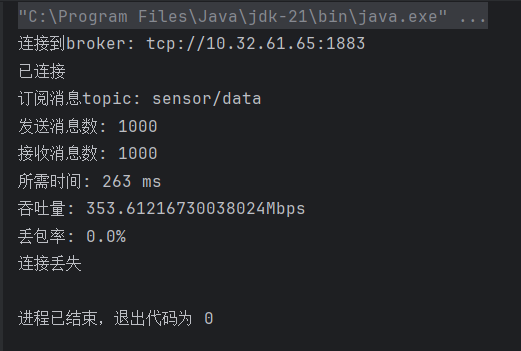 "C:\Program Files\Java\jdk-21\bin\java.exe" ...
连接到broker: tcp://10.32.61.65:1883
已连接
订阅消息topic: sensor/data
发送消息数: 1000
接收消息数: 1000
所需时间: 263 ms
吞吐量: 353.61216730038024Mbps
丢包率: 0.0%
连接丢失
进程已结束，退出代码为 0